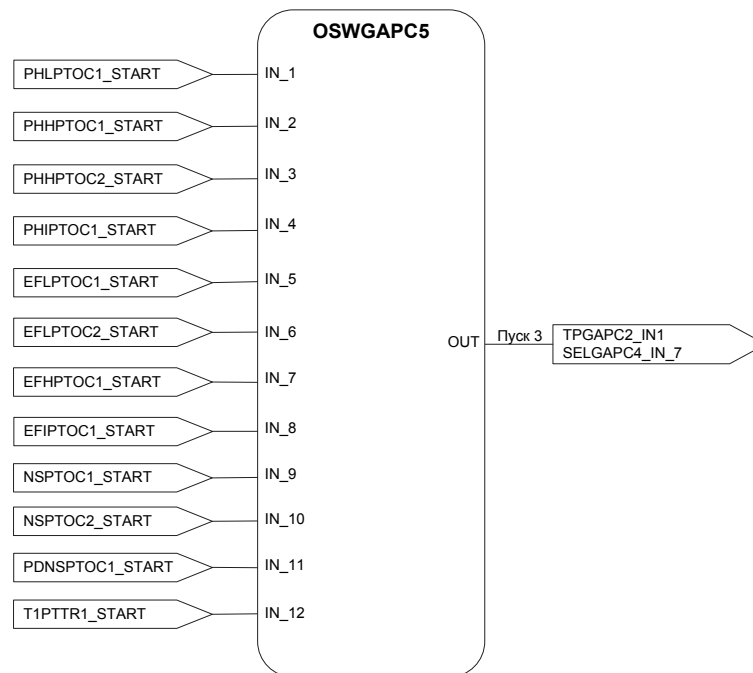 OSWGAPC5
PHLPTOC1_START IN_1
PHHPTOC1_START IN_2
PHHPTOC2_START IN_3
PHIPTOC1_START IN_4
EFLPTOC1_START IN_5
EFLPTOC2_START IN_6
OUT Пуск 3 TPGAPC2_IN1
SELGAPC4_IN_7
EFHPTOC1_START IN_7
EFIPTOC1_START IN_8
NSPTOC1_START IN_9
NSPTOC2_START IN_10
PDNSPTOC1_START IN_11
T1PTTR1_START IN_12